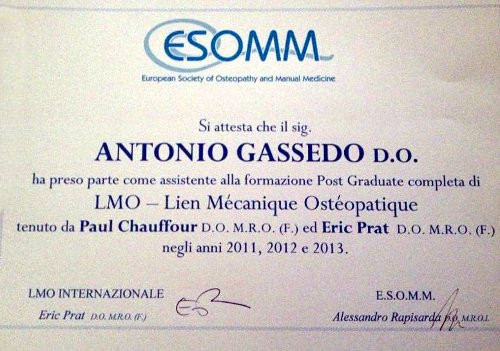 ESOMM
European Society of Osteopathy and Manual Medicine
Si attesta che il sig.
ANTONIO GASSEDO D.O.
ha preso parte come assistente alla formazione Post Graduate completa di
LMO – Lien Mécanique Ostéopatique
tenuto da Paul Chauffour D.O. M.R.O. (F.) ed Eric Prat D.O. M.R.O. (F.)
negli anni 2011, 2012 e 2013.
LMO INTERNAZIONALE
Eric Prat D.O. M.R.O. (F.)
E.S.O.M.M.
Alessandro Rapisarda D.O. M.R.O.I.